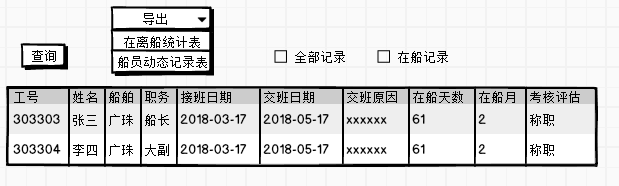 导出
在离船统计表
查询
船员动态记录表
全部记录 在船记录
工号 姓名 船舶 职务 接班日期 交班日期 交班原因 在船天数 在船月 考核评估
303303 张三 广珠 船长 2018-03-17 2018-05-17 xxxxxx 61 2 称职
303304 李四 广珠 大副 2018-03-17 2018-05-17 xxxxxx 61 2 称职